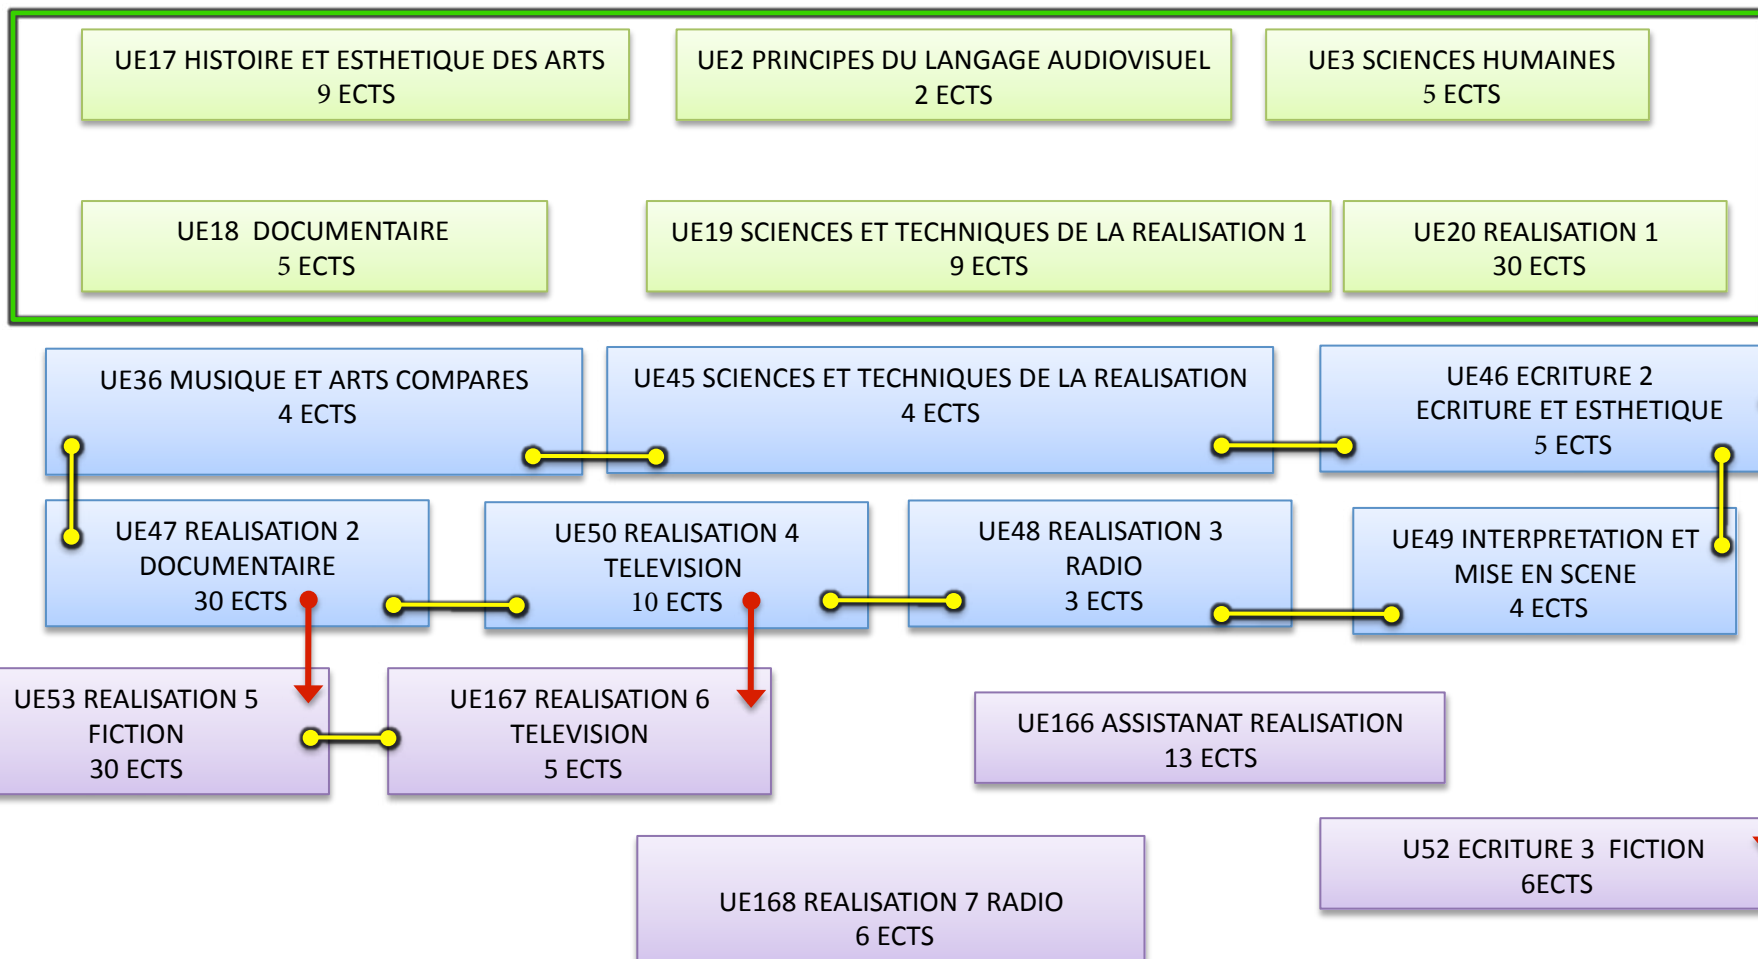 UE17 HISTOIRE ET ESTHETIQUE DES ARTS
9 ECTS
UE2 PRINCIPES DU LANGAGE AUDIOVISUEL
2 ECTS
UE3 SCIENCES HUMAINES
5 ECTS
UE18 DOCUMENTAIRE
5 ECTS
UE19 SCIENCES ET TECHNIQUES DE LA REALISATION 1
9 ECTS
UE20 REALISATION 1
30 ECTS
UE36 MUSIQUE ET ARTS COMPARES
4 ECTS
UE45 SCIENCES ET TECHNIQUES DE LA REALISATION
4 ECTS
UE46 ECRITURE 2
ECRITURE ET ESTHETIQUE
5 ECTS
UE47 REALISATION 2
DOCUMENTAIRE
30 ECTS
UE50 REALISATION 4
TELEVISION
10 ECTS
UE48 REALISATION 3
RADIO
3 ECTS
UE49 INTERPRETATION ET
MISE EN SCENE
4 ECTS
UE53 REALISATION 5
FICTION
30 ECTS
UE167 REALISATION 6
TELEVISION
5 ECTS
UE166 ASSISTANAT REALISATION
13 ECTS
U52 ECRITURE 3 FICTION
6ECTS
UE168 REALISATION 7 RADIO
6 ECTS